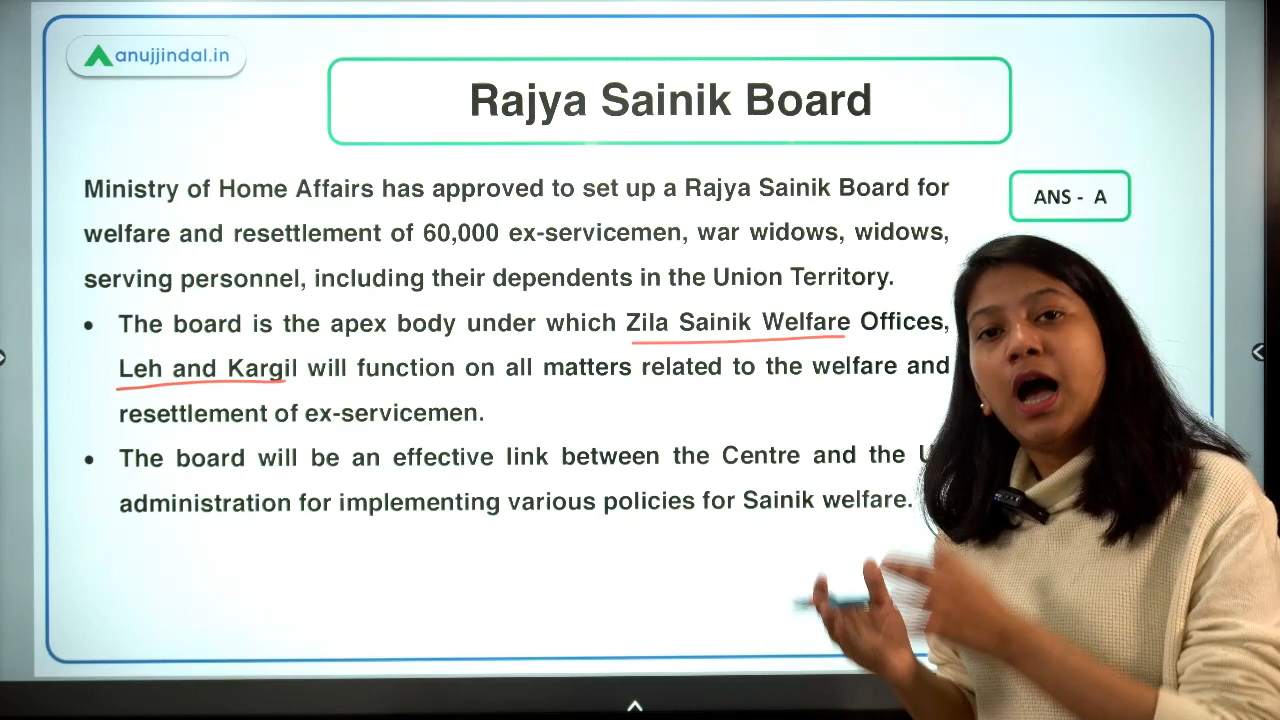 anujjindal.in
Rajya Sainik Board
Ministry of Home Affairs has approved to set up a Rajya Sainik Board for
welfare and resettlement of 60,000 ex-servicemen, war widows, widows,
serving personnel, including their dependents in the Union Territory.
• The board is the apex body under which Zila Sainik Welfare Offices,
Leh and Kargil will function on all matters related to the welfare and
resettlement of ex-servicemen.
• The board will be an effective link between the Centre and the
administration for implementing various policies for Sainik welfare.
ANS - A